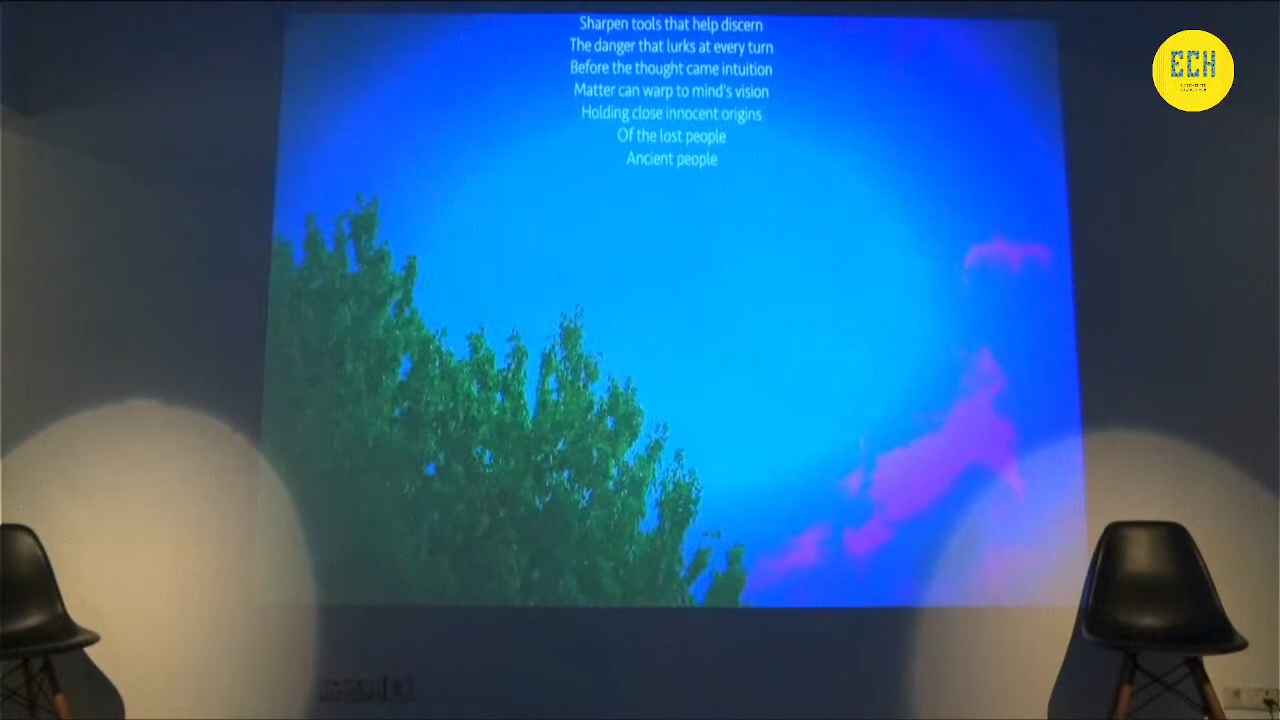 Sharpen tools that help discern
The danger that lurks at every turn
Before the thought came intuition
Matter can warp to mind's vision
Holding close innocent origins
Of the lost people
Ancient people
ECH